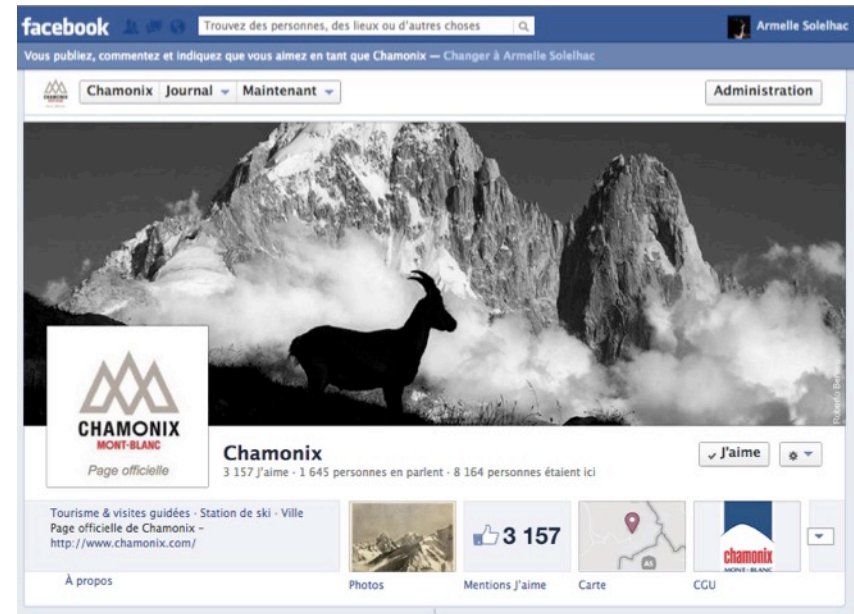 facebook
Trouvez des personnes, des lieux ou d'autres choses
Armelle Solelhac
Vous publiez, commentez et indiquez que vous aimez en tant que Chamonix — Changer à Armelle Solelhac
Chamonix Journal Maintenant
Administration
CHAMONIX
MONT-BLANC
Page officielle
Chamonix
3 157 J'aime · 1 645 personnes en parlent · 8 164 personnes étaient ici
J'aime
Tourisme & visites guidées · Station de ski · Ville
Page officielle de Chamonix –
http://www.chamonix.com/
À propos
Photos
3 157
Mentions J'aime
Carte
chamonix
MONT-BLANC
CGU